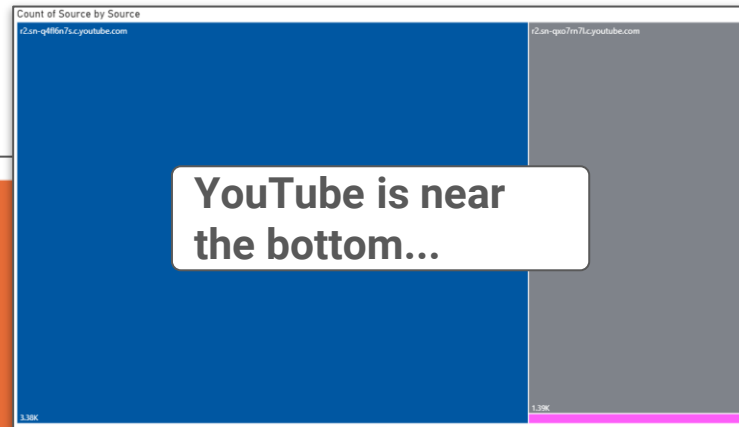 Count of Source by Source
r2.sn-q4fl6n7s.c.youtube.com
r2.sn-qxo7rn7l.c.youtube.com
YouTube is near
the bottom...
3.38K
1.39K